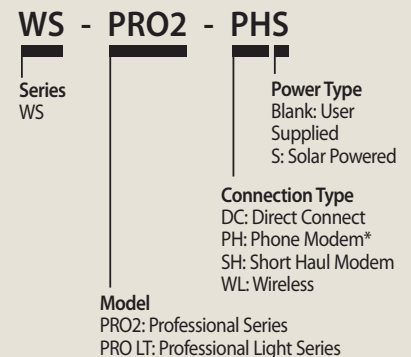 WS - PRO2 - PHS
Series
WS
Power Type
Blank: User
Supplied
S: Solar Powered
Connection Type
DC: Direct Connect
PH: Phone Modem*
SH: Short Haul Modem
WL: Wireless
Model
PRO2: Professional Series
PRO LT: Professional Light Series